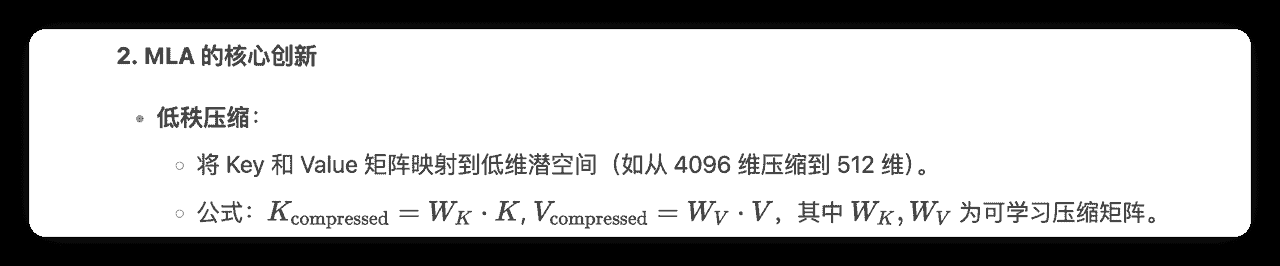 2. MLA 的核心创新
低秩压缩：
将 Key 和 Value 矩阵映射到低维潜空间（如从 4096 维压缩到 512 维）。
公式：$K_{\text{compressed}} = W_K \cdot K, V_{\text{compressed}} = W_V \cdot V$，其中 $W_K, W_V$ 为可学习压缩矩阵。